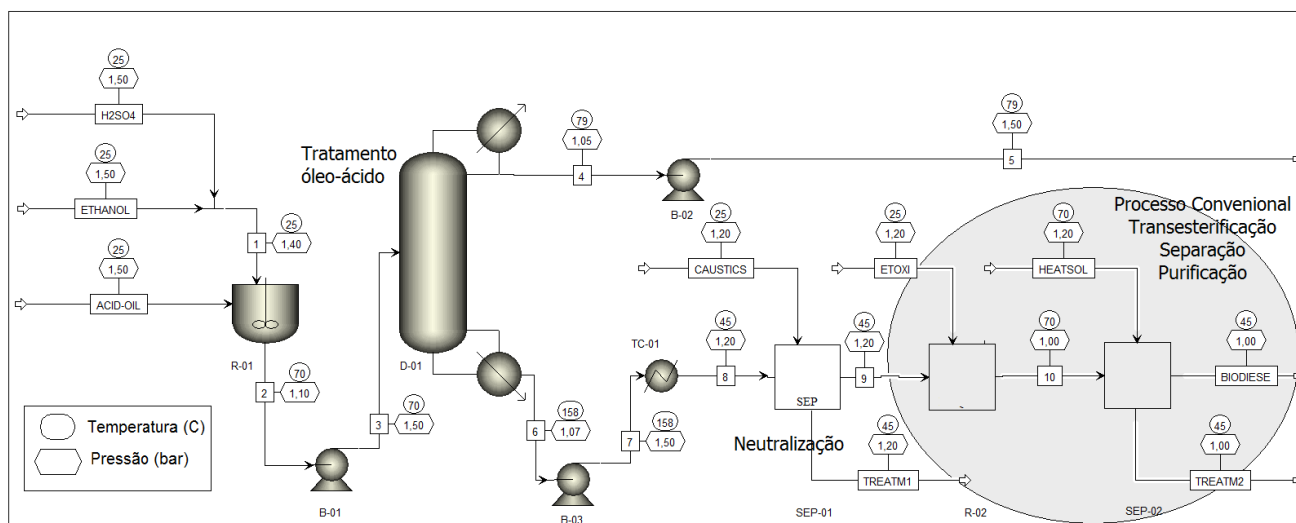 25
1,50
H2SO4
25
1,50
ETHANOL
25
1,50
ACID-OIL
25
1,40
1
R-01
70
1,10
2
B-01
70
1,50
3
Tratamento
óleo-ácido
D-01
79
1,05
4
B-02
79
1,50
5
158
1,07
6
B-03
158
1,50
7
TC-01
45
1,20
8
25
1,20
CAUSTICS
SEP
Neutralização
SEP-01
45
1,20
9
45
1,20
TREATM1
25
1,20
ETOXI
R-02
Processo Convenional
Transesterificação
Separação
Purificação
70
1,20
HEATSOL
70
1,00
10
SEP-02
45
1,00
BIODIESE
45
1,00
TREATM2
Temperatura (C)
Pressão (bar)